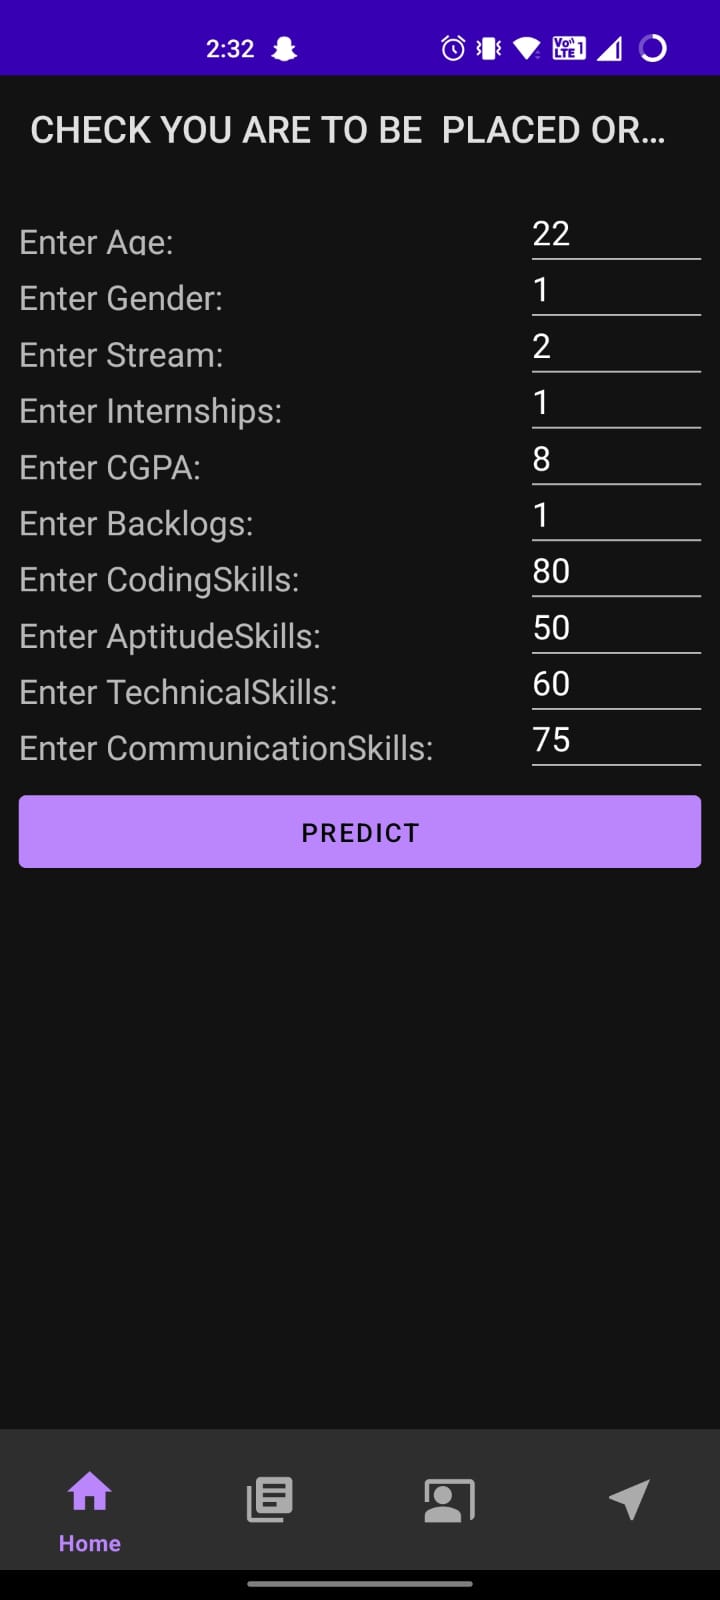 2:32 VoLTE 1
CHECK YOU ARE TO BE  PLACED OR...
Enter Age: 22
Enter Gender: 1
Enter Stream: 2
Enter Internships: 1
Enter CGPA: 8
Enter Backlogs: 1
Enter CodingSkills: 80
Enter AptitudeSkills: 50
Enter TechnicalSkills: 60
Enter CommunicationSkills: 75
PREDICT
Home